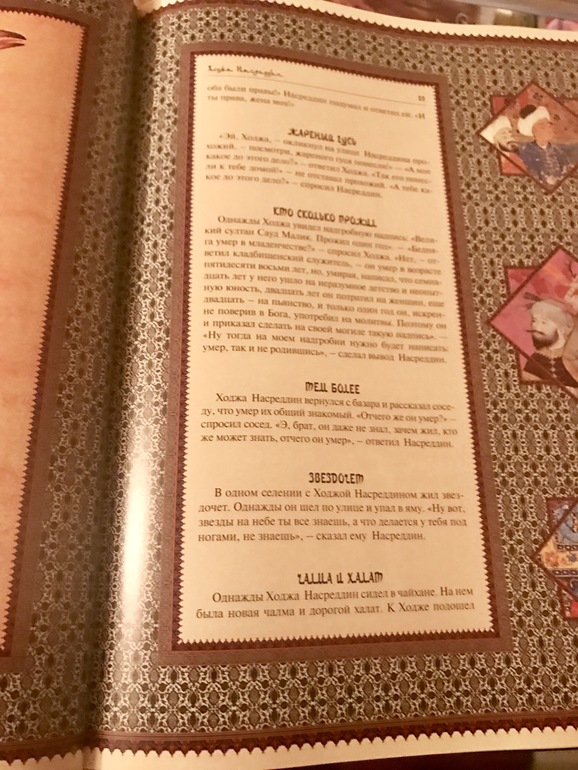 Ходжа Насреддин
оба были правы!» Насреддин подумал и ответил ей: «И
ты права, жена моя!»
ЖАРЕНЫЙ ГУСЬ
«Эй, Ходжа, – окликнул на улице Насреддина про-
хожий, – посмотри, жареного гуся понесли!» – «А мне
какое до этого дело?» – ответил Ходжа. «Так его понес-
ли к тебе домой!» – не отставал прохожий. «А тебе ка-
кое до этого дело?» – спросил Насреддин.
КТО СКОЛЬКО ПРОЖИЛ
Однажды Ходжа увидел надгробную надпись: «Вели-
кий султан Сауд Малик. Прожил один год». – «Бедня-
га умер в младенчестве?» – спросил Ходжа. «Нет, – от-
ветил кладбищенский служитель, – он умер в возрасте
пятидесяти восьми лет, но, умирая, написал, что семна-
дцать лет у него ушло на неразумное детство и неопыт-
ную юность, двадцать лет он потратил на женщин, еще
двадцать – на пьянство, и только один год он, искрен-
не поверив в Бога, употребил на молитвы. Поэтому он
и приказал сделать на своей могиле такую надпись». –
«Ну тогда на моем надгробии нужно будет написать:
умер, так и не родившись», – сделал вывод Насреддин.
ТЕМ БОЛЕЕ
Ходжа Насреддин вернулся с базара и рассказал сосе-
ду, что умер их общий знакомый. «Отчего же он умер?» –
спросил сосед. «Э, брат, он даже не знал, зачем жил, кто
же может знать, отчего он умер», – ответил Насреддин.
ЗВЕЗДОЧЕТ
В одном селении с Ходжой Насреддином жил звез-
дочет. Однажды он шел по улице и упал в яму. «Ну вот,
звезды на небе ты все знаешь, а что делается у тебя под
ногами, не знаешь», – сказал ему Насреддин.
ЧАЛМА И ХАЛАТ
Однажды Ходжа Насреддин сидел в чайхане. На нем
была новая чалма и дорогой халат. К Ходже подошел